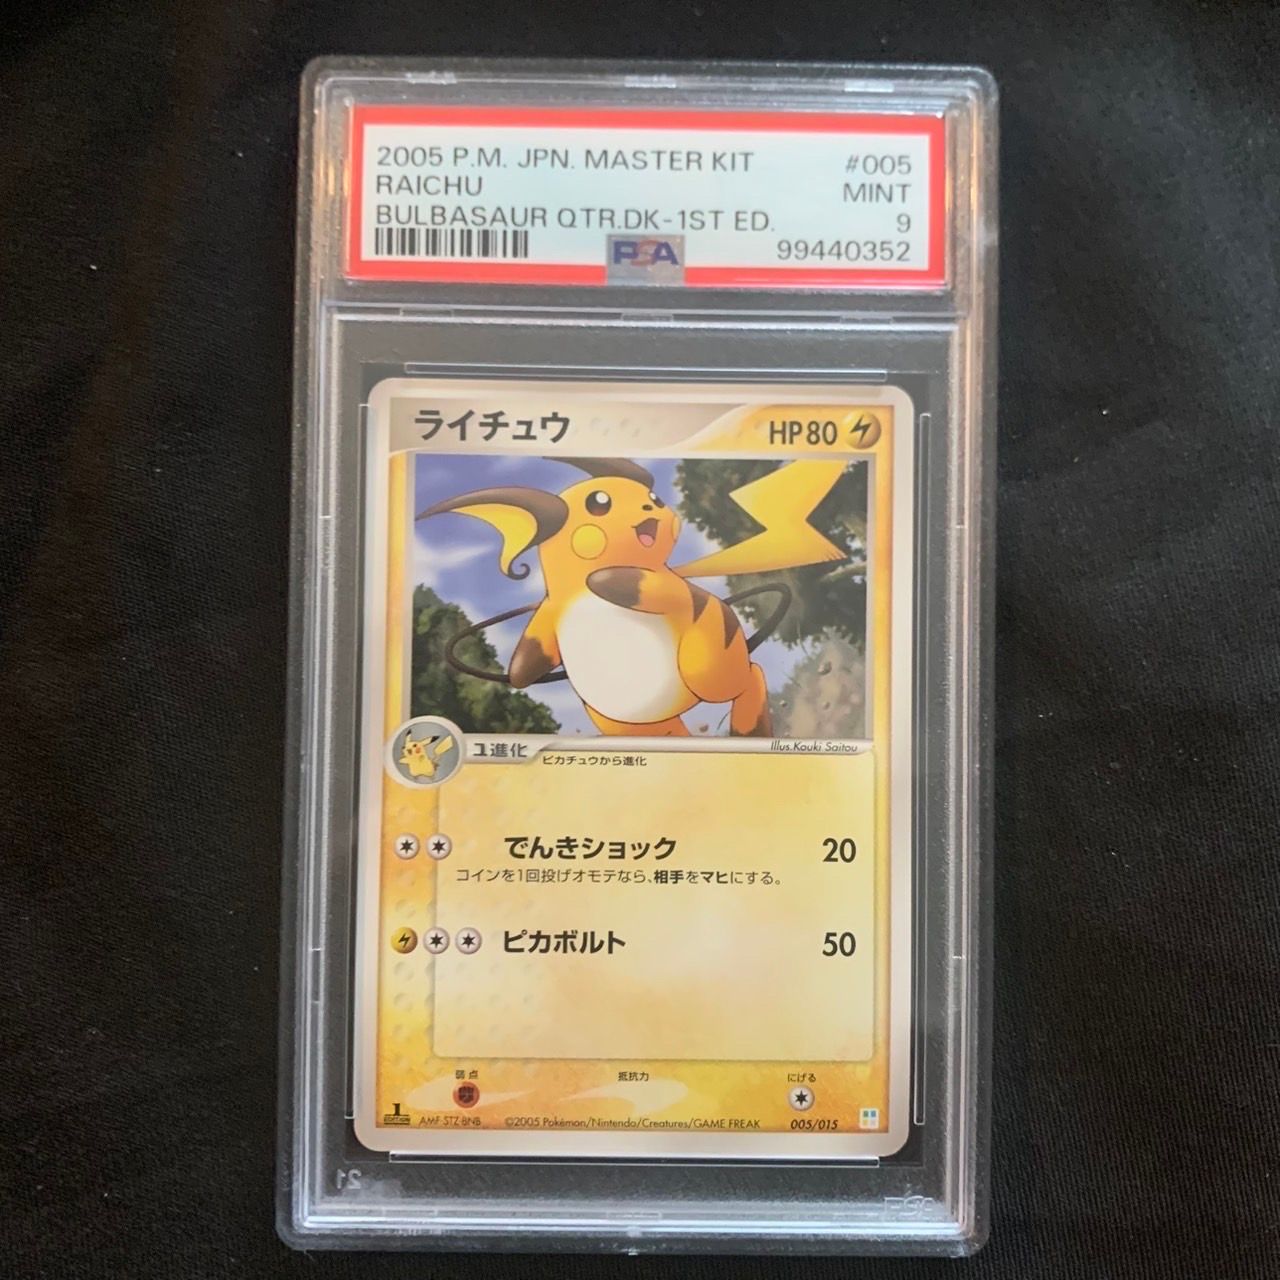 2005 P.M. JPN. MASTER KIT #005
RAICHU MINT
BULBASAUR QTR.DK-1ST ED. 9
PSA 99440352
ライチュウ HP80
Illus.Kouki Saitou
1進化
ピカチュウから進化
でんきショック 20
コインを1回投げオモテなら、相手をマヒにする。
ピカボルト 50
弱点 抵抗力 にげる
1 EDITION AMF·STZ·BNB ©2005 Pokémon/Nintendo/Creatures/GAME FREAK 005/015
21 PSA